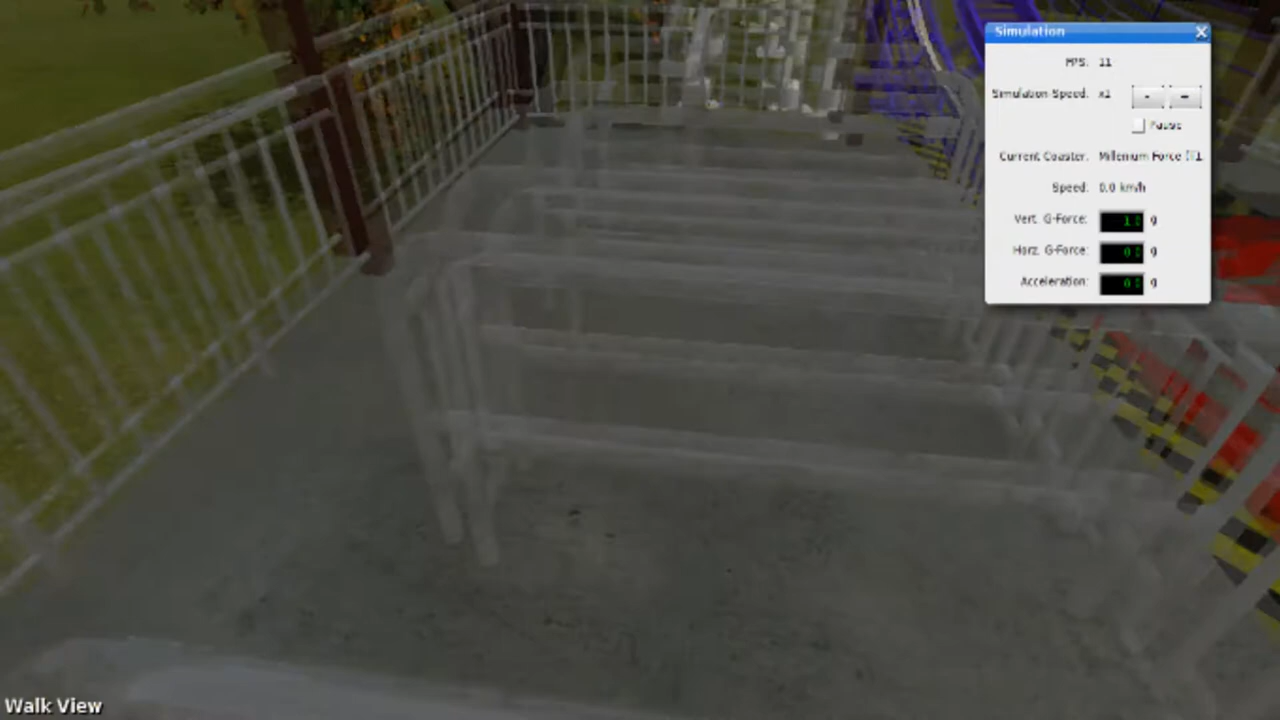 Simulation
FPS: 11
Simulation Speed: x1
Pause
Current Coaster: Millenium Force
Speed: 0.0 km/h
Vert. G-Force: g
Horz. G-Force: g
Acceleration: g
Walk View